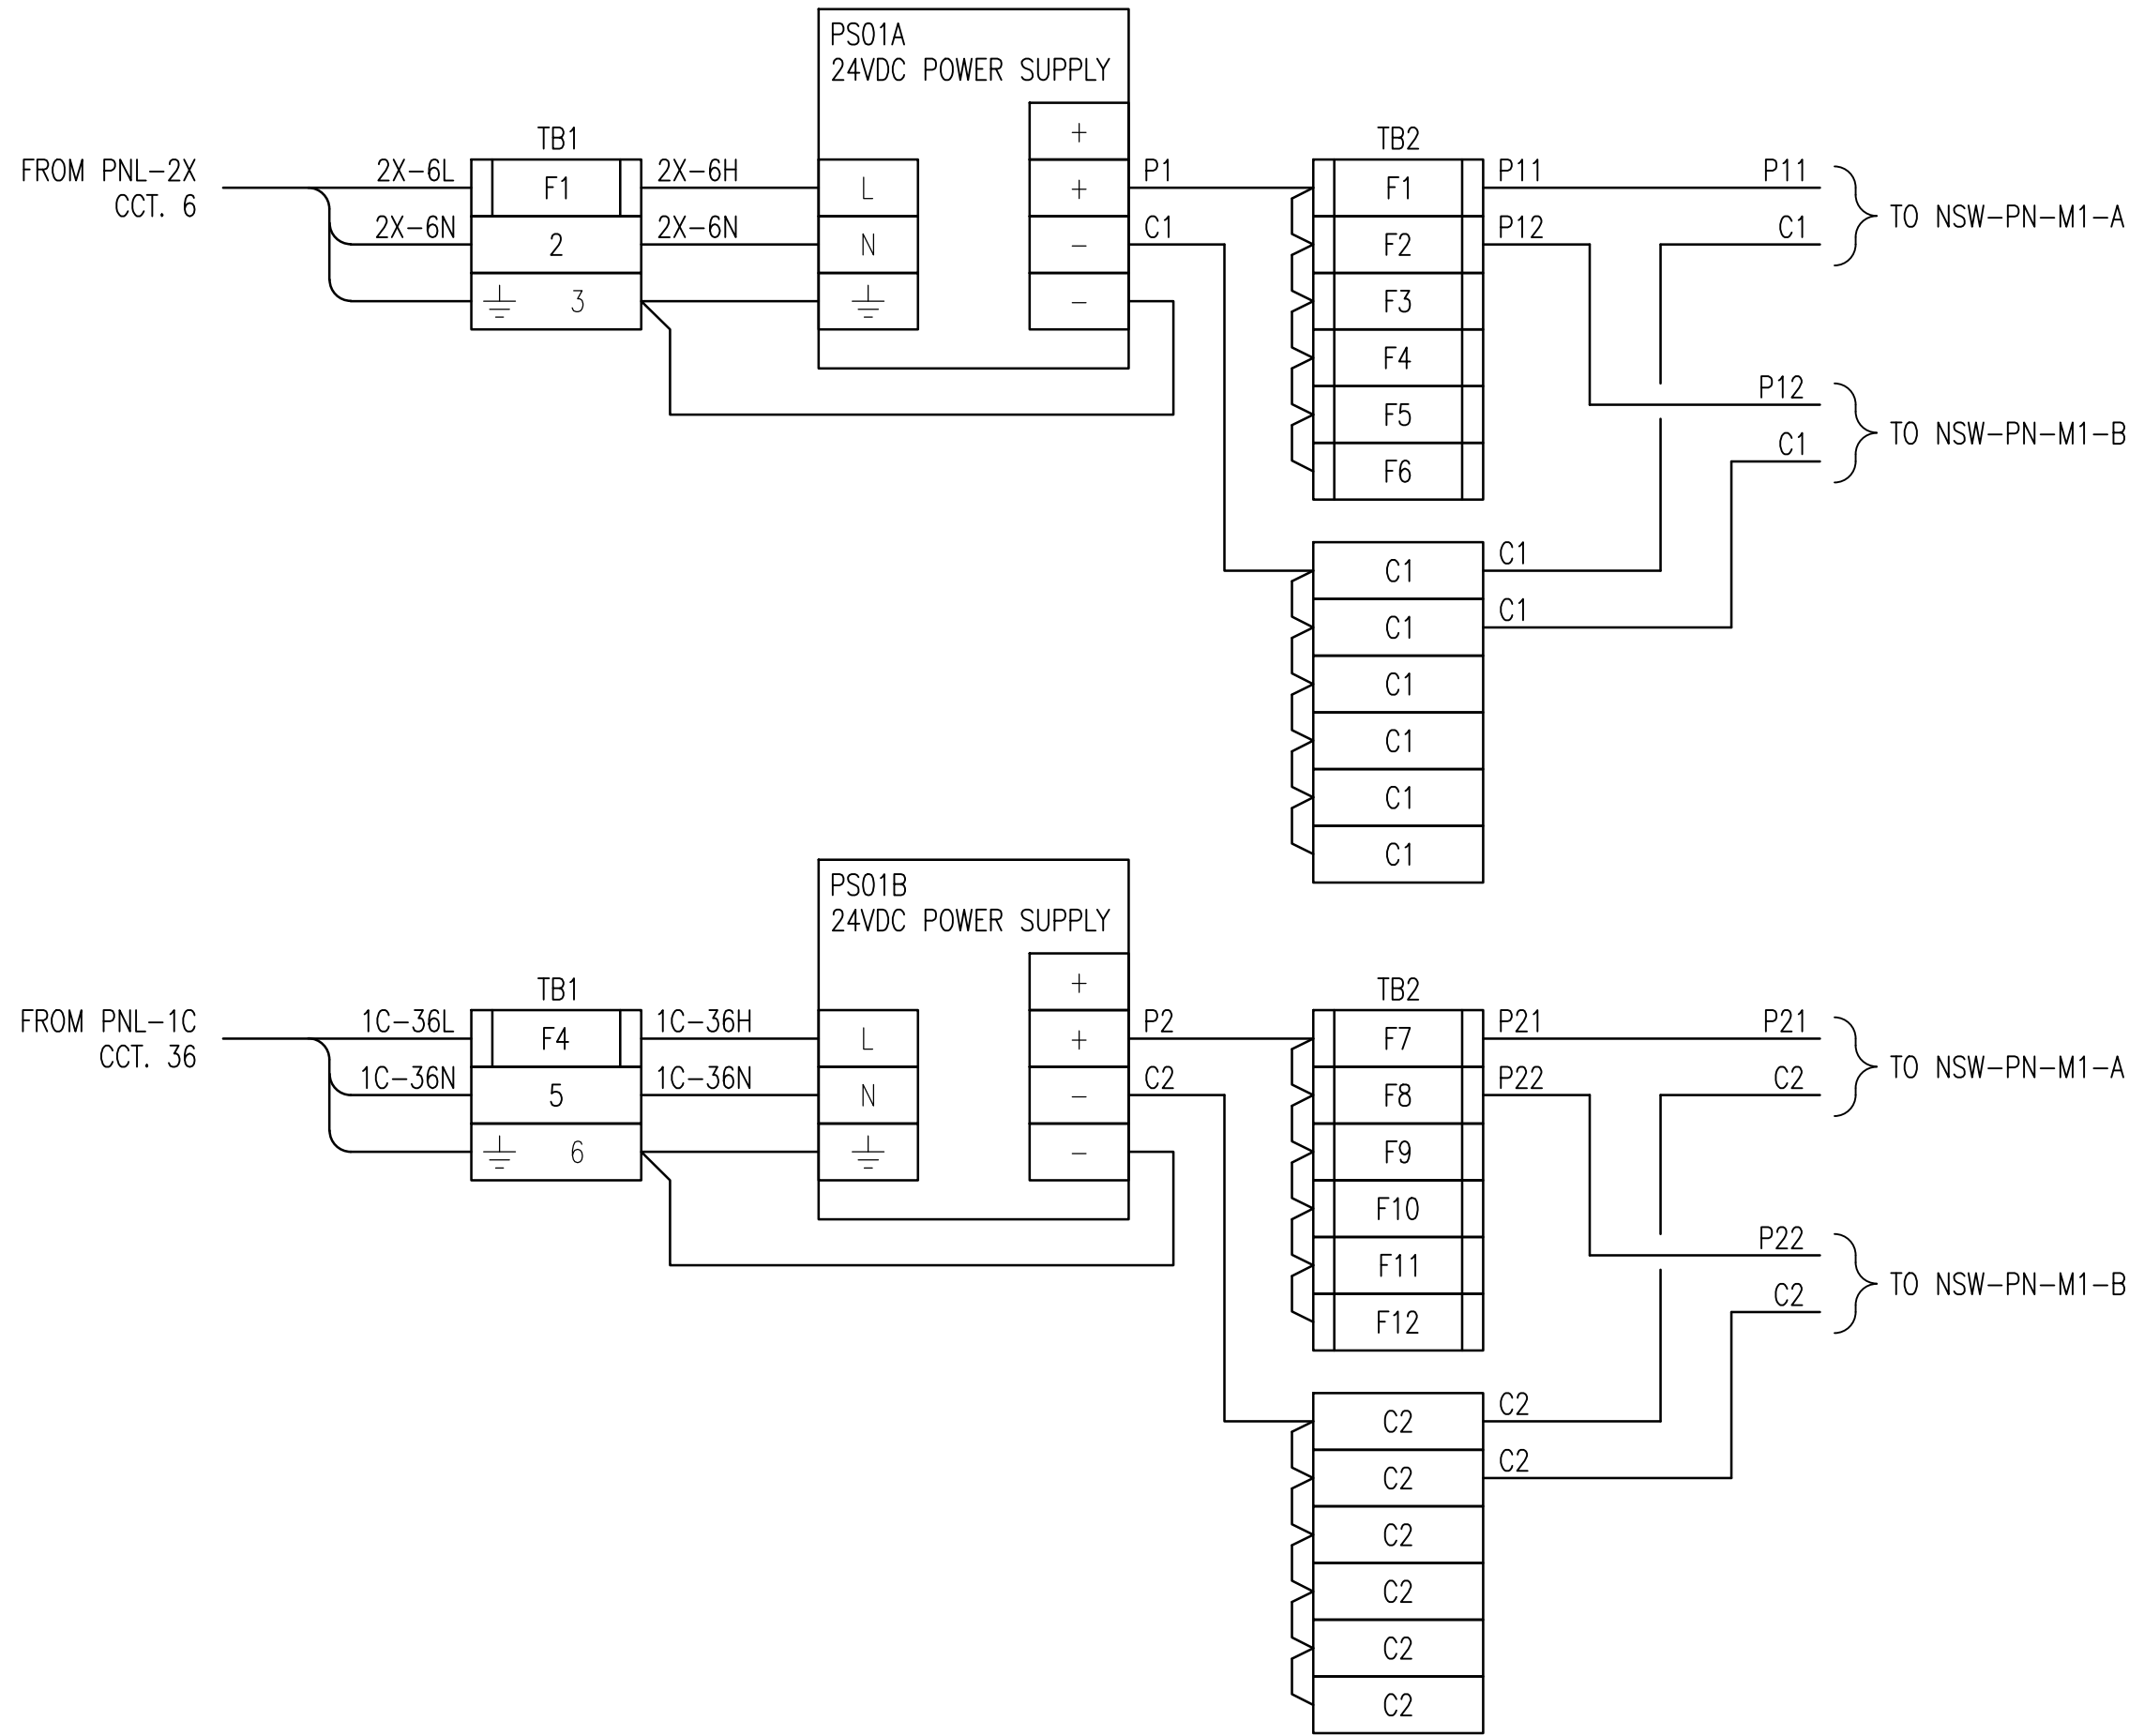 PS01A
24VDC POWER SUPPLY
+
TB1
TB2
FROM PNL-2X
CCT. 6
2X-6L
F1
2X-6H
L
+
P1
F1
P11
P11
2X-6N
2
2X-6N
N
-
C1
F2
P12
C1
TO NSW-PN-M1-A
3
-
F3
F4
F5
P12
F6
C1
TO NSW-PN-M1-B
C1
C1
C1
C1
C1
C1
C1
C1
PS01B
24VDC POWER SUPPLY
+
TB1
TB2
FROM PNL-1C
CCT. 36
1C-36L
F4
1C-36H
L
+
P2
F7
P21
P21
1C-36N
5
1C-36N
N
-
C2
F8
P22
C2
TO NSW-PN-M1-A
6
-
F9
F10
F11
P22
F12
C2
TO NSW-PN-M1-B
C2
C2
C2
C2
C2
C2
C2
C2